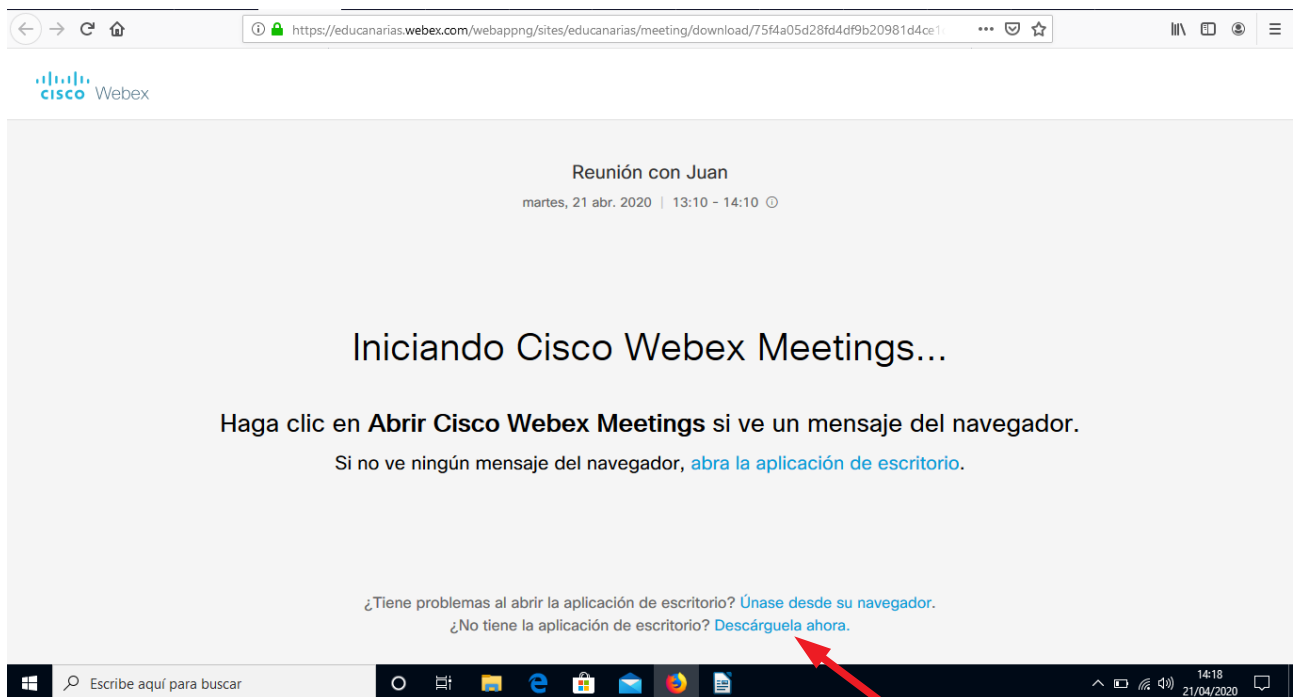 https://educanarias.webex.com/webappng/sites/educanarias/meeting/download/75f4a05d28fd4df9b20981d4ce1
cisco Webex
Reunión con Juan
martes, 21 abr. 2020 | 13:10 - 14:10
Iniciando Cisco Webex Meetings...
Haga clic en Abrir Cisco Webex Meetings si ve un mensaje del navegador.
Si no ve ningún mensaje del navegador, abra la aplicación de escritorio.
¿Tiene problemas al abrir la aplicación de escritorio? Únase desde su navegador.
¿No tiene la aplicación de escritorio? Descárguela ahora.
Escribe aquí para buscar
14:18
21/04/2020